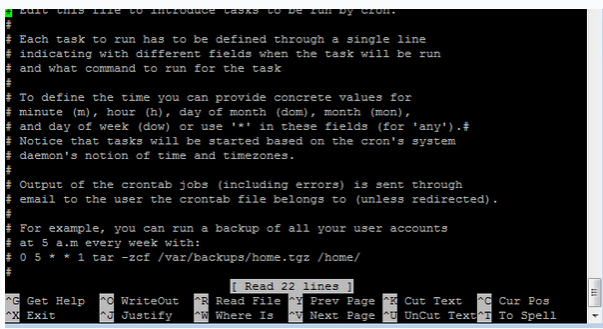 # Edit this file to introduce tasks to be run by cron.
#
# Each task to run has to be defined through a single line
# indicating with different fields when the task will be run
# and what command to run for the task
#
# To define the time you can provide concrete values for
# minute (m), hour (h), day of month (dom), month (mon),
# and day of week (dow) or use '*' in these fields (for 'any').#
# Notice that tasks will be started based on the cron's system
# daemon's notion of time and timezones.
#
# Output of the crontab jobs (including errors) is sent through
# email to the user the crontab file belongs to (unless redirected).
#
# For example, you can run a backup of all your user accounts
# at 5 a.m every week with:
# 0 5 * * 1 tar -zcf /var/backups/home.tgz /home/
#
[ Read 22 lines ]
^G Get Help ^O WriteOut ^R Read File ^Y Prev Page ^K Cut Text ^C Cur Pos
^X Exit ^J Justify ^W Where Is ^V Next Page ^U UnCut Text^T To Spell